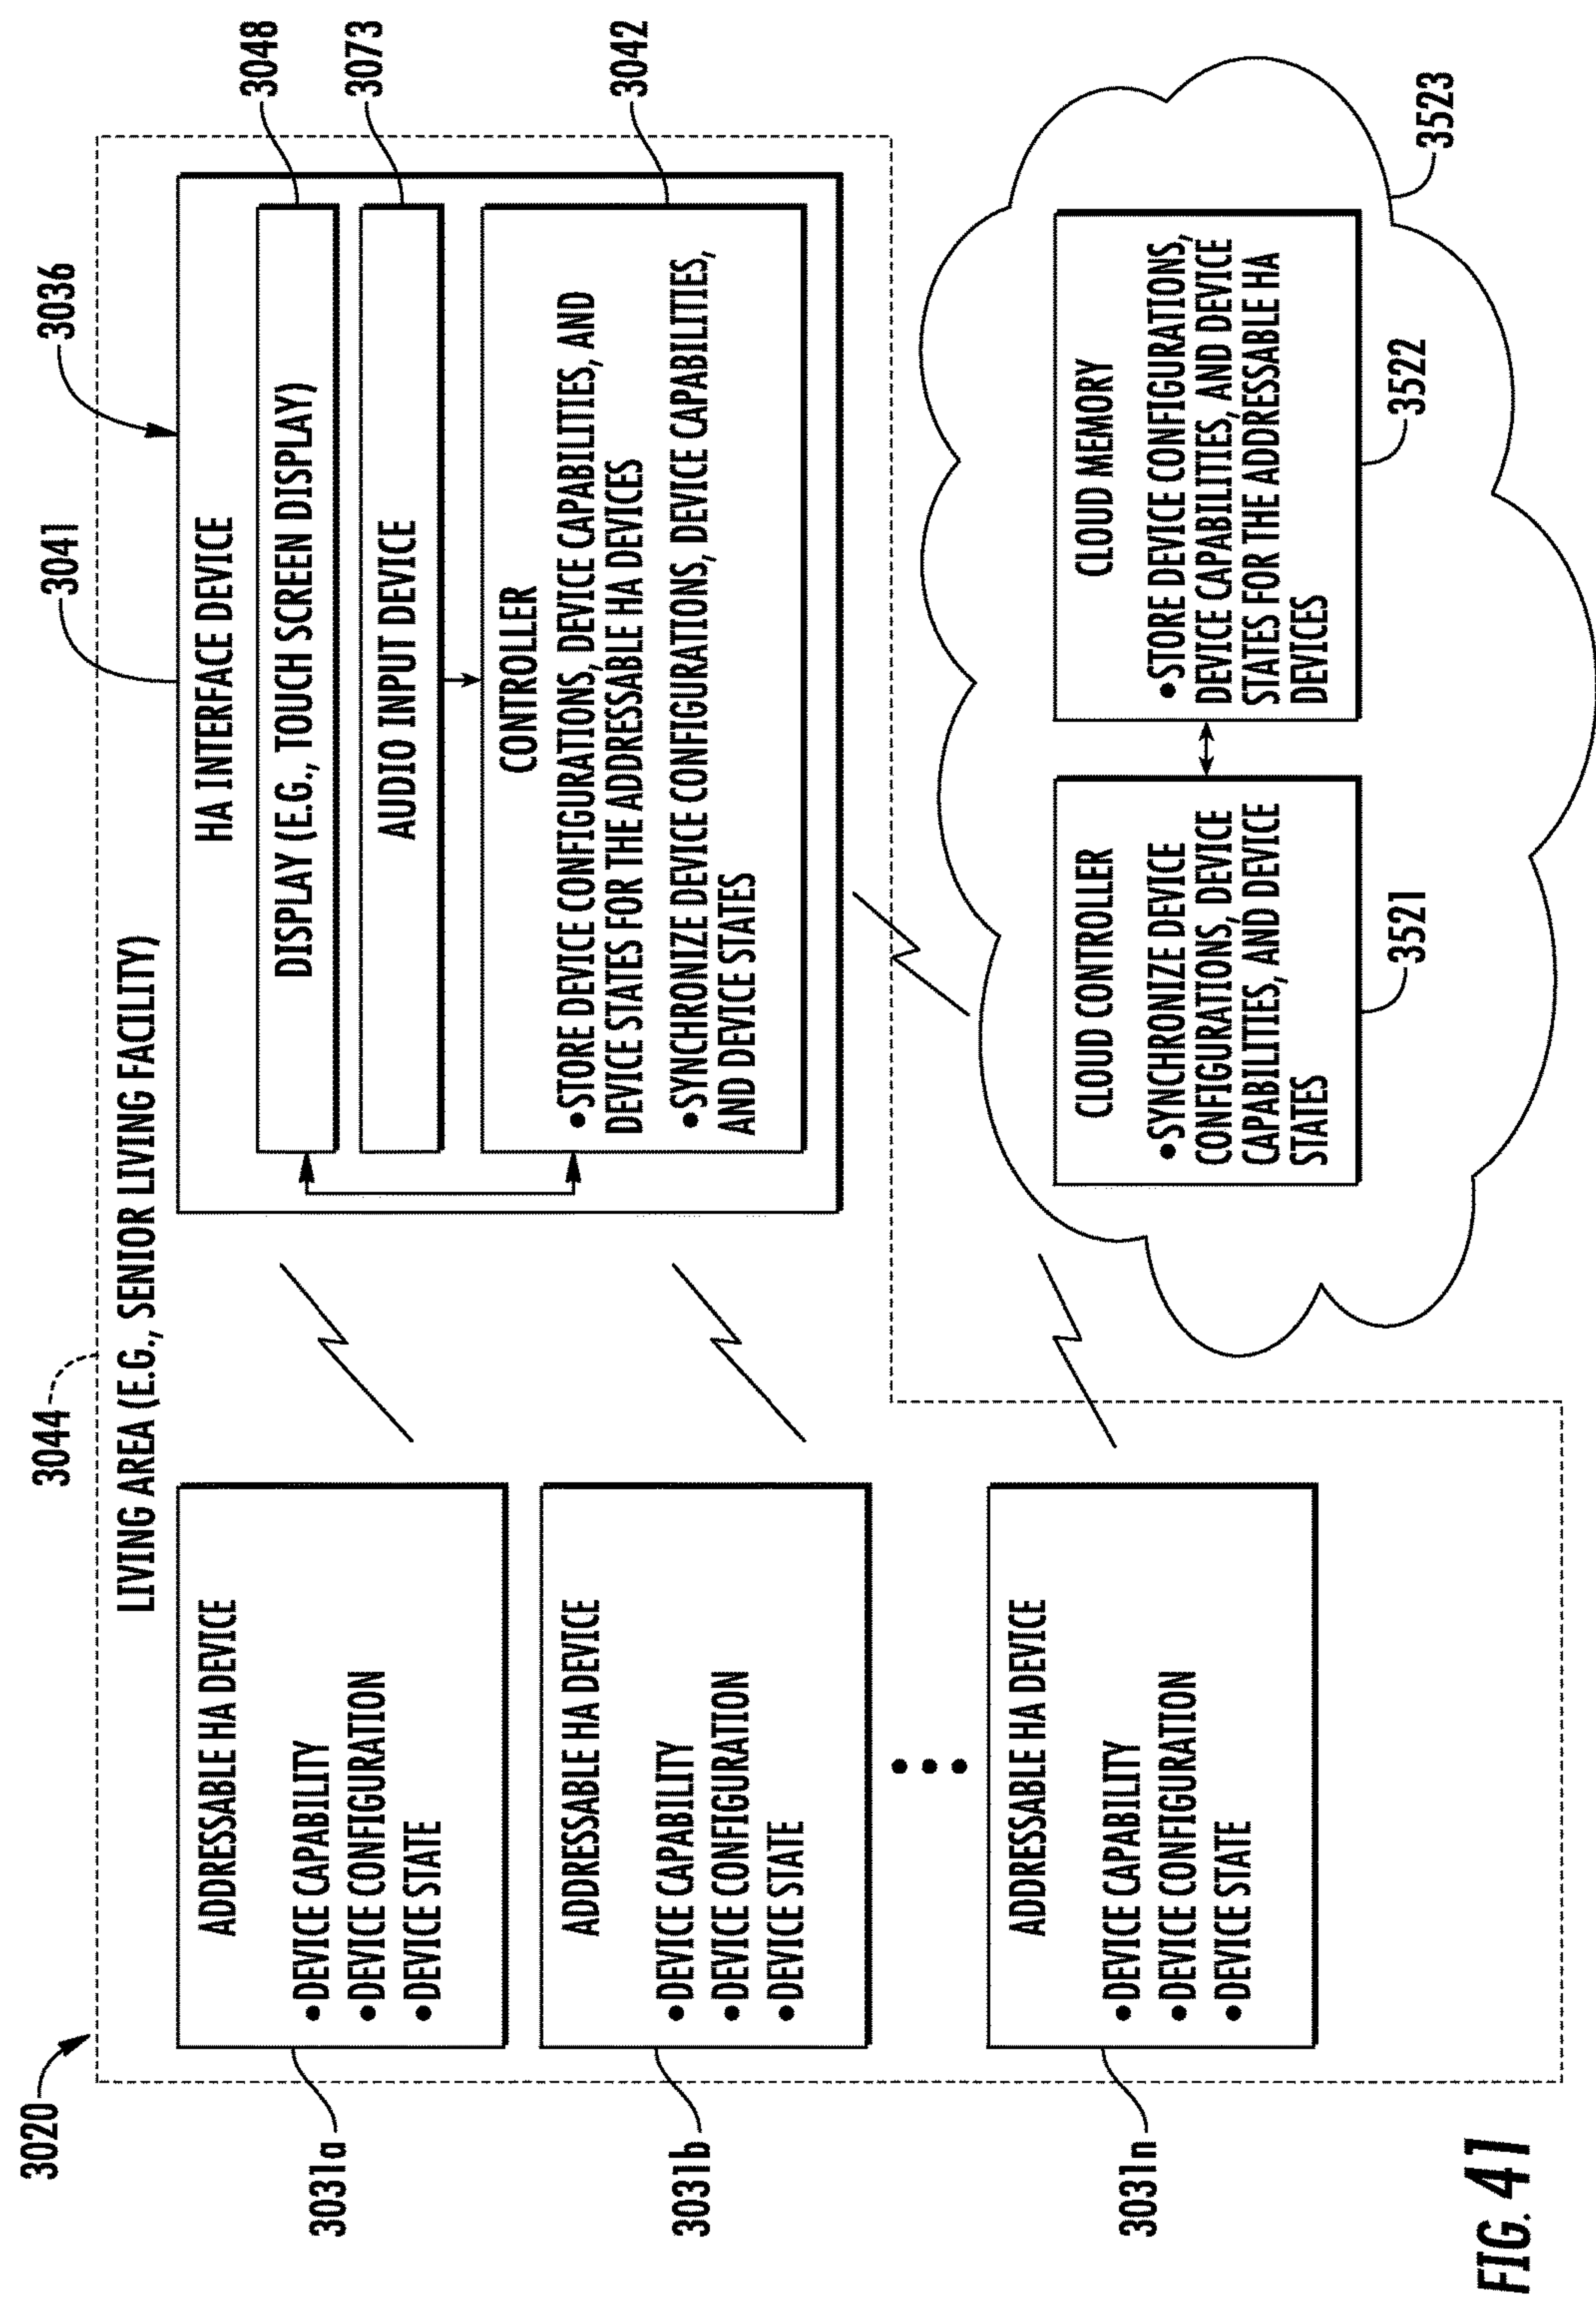 3020
3044
LIVING AREA (E.G., SENIOR LIVING FACILITY)
3041
3036
3031a
ADDRESSABLE HA DEVICE
•DEVICE CAPABILITY
•DEVICE CONFIGURATION
•DEVICE STATE
3031b
ADDRESSABLE HA DEVICE
•DEVICE CAPABILITY
•DEVICE CONFIGURATION
•DEVICE STATE
3031n
ADDRESSABLE HA DEVICE
•DEVICE CAPABILITY
•DEVICE CONFIGURATION
•DEVICE STATE
HA INTERFACE DEVICE
DISPLAY (E.G., TOUCH SCREEN DISPLAY)
3048
AUDIO INPUT DEVICE
3073
CONTROLLER
3042
•STORE DEVICE CONFIGURATIONS, DEVICE CAPABILITIES, AND
DEVICE STATES FOR THE ADDRESSABLE HA DEVICES
•SYNCHRONIZE DEVICE CONFIGURATIONS, DEVICE CAPABILITIES,
AND DEVICE STATES
CLOUD CONTROLLER
•SYNCHRONIZE DEVICE
CONFIGURATIONS, DEVICE
CAPABILITIES, AND DEVICE
STATES
3521
CLOUD MEMORY
•STORE DEVICE CONFIGURATIONS,
DEVICE CAPABILITIES, AND DEVICE
STATES FOR THE ADDRESSABLE HA
DEVICES
3522
3523
FIG. 41